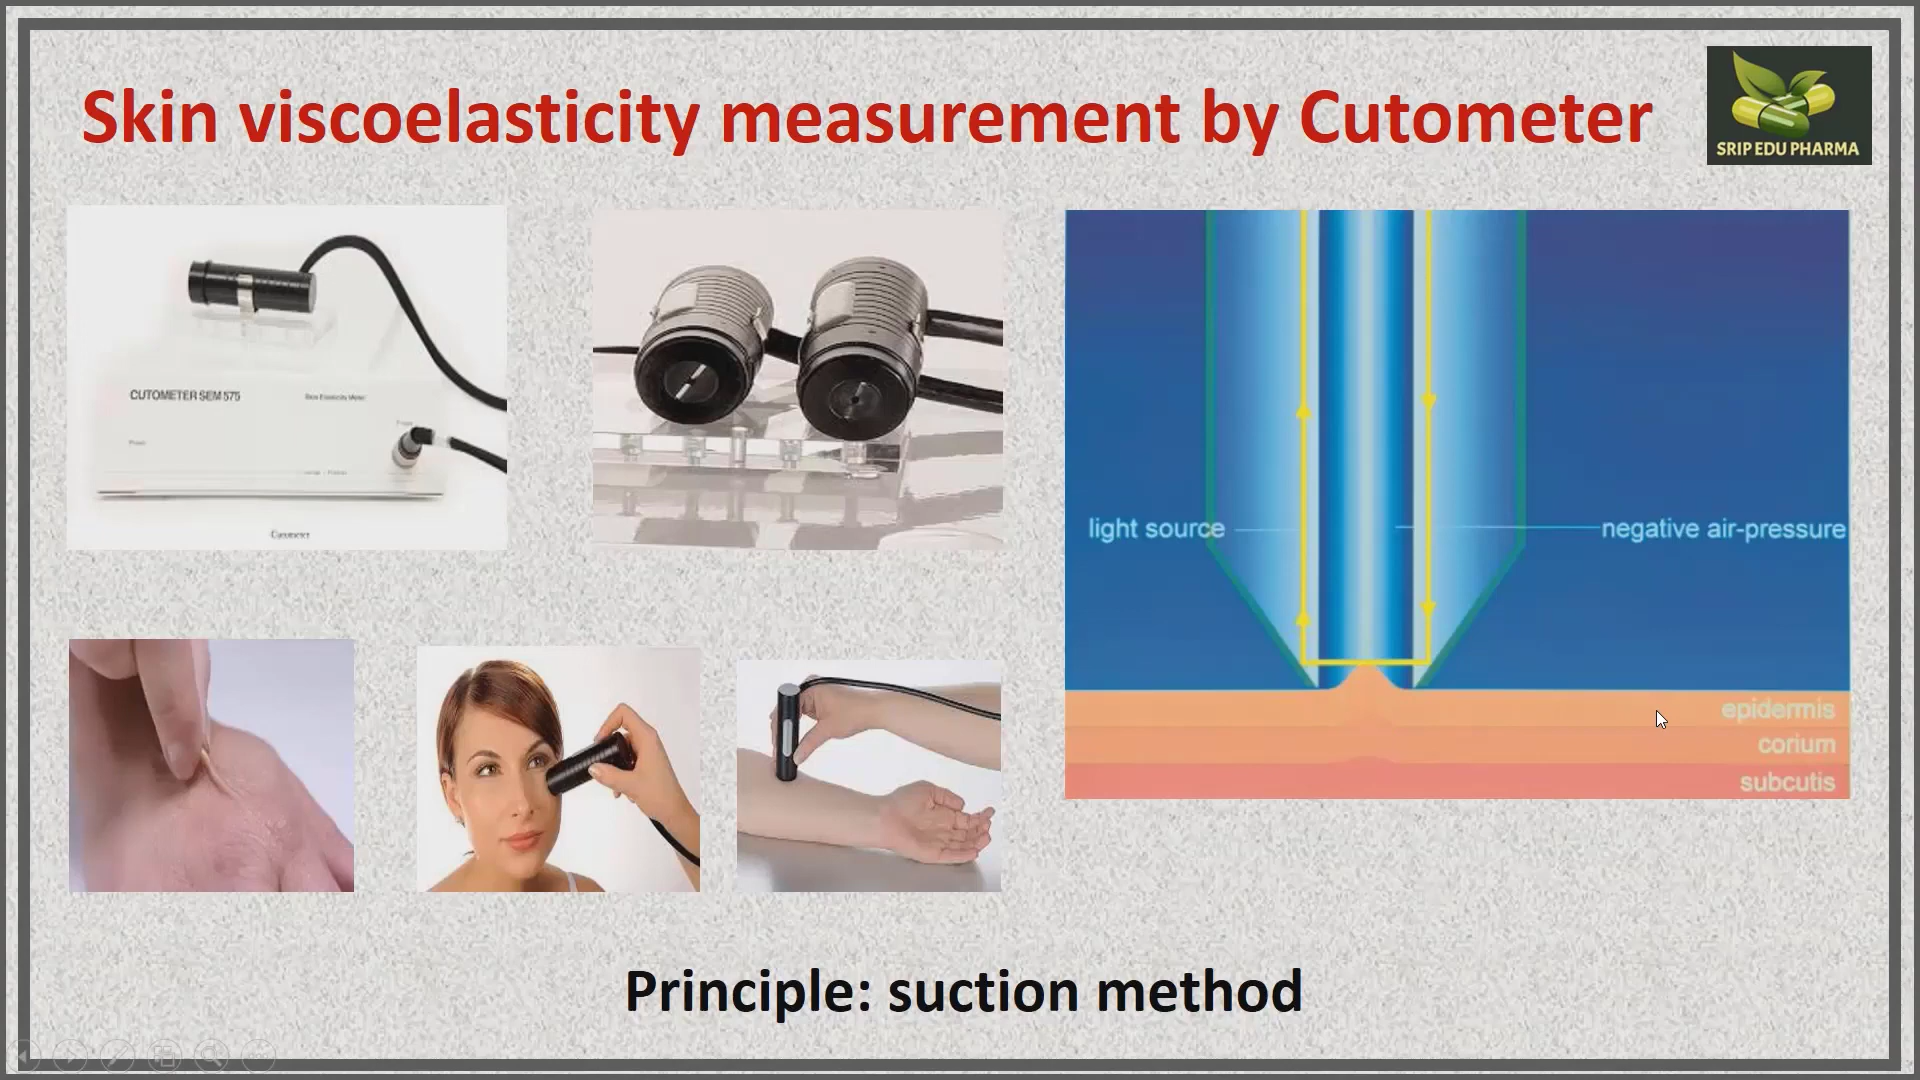 Skin viscoelasticity measurement by Cutometer
SRIP EDU PHARMA
CUTOMETER SEM 575
Skin Elasticity Meter
Cutometer
light source
negative air-pressure
epidermis
corium
subcutis
Principle: suction method